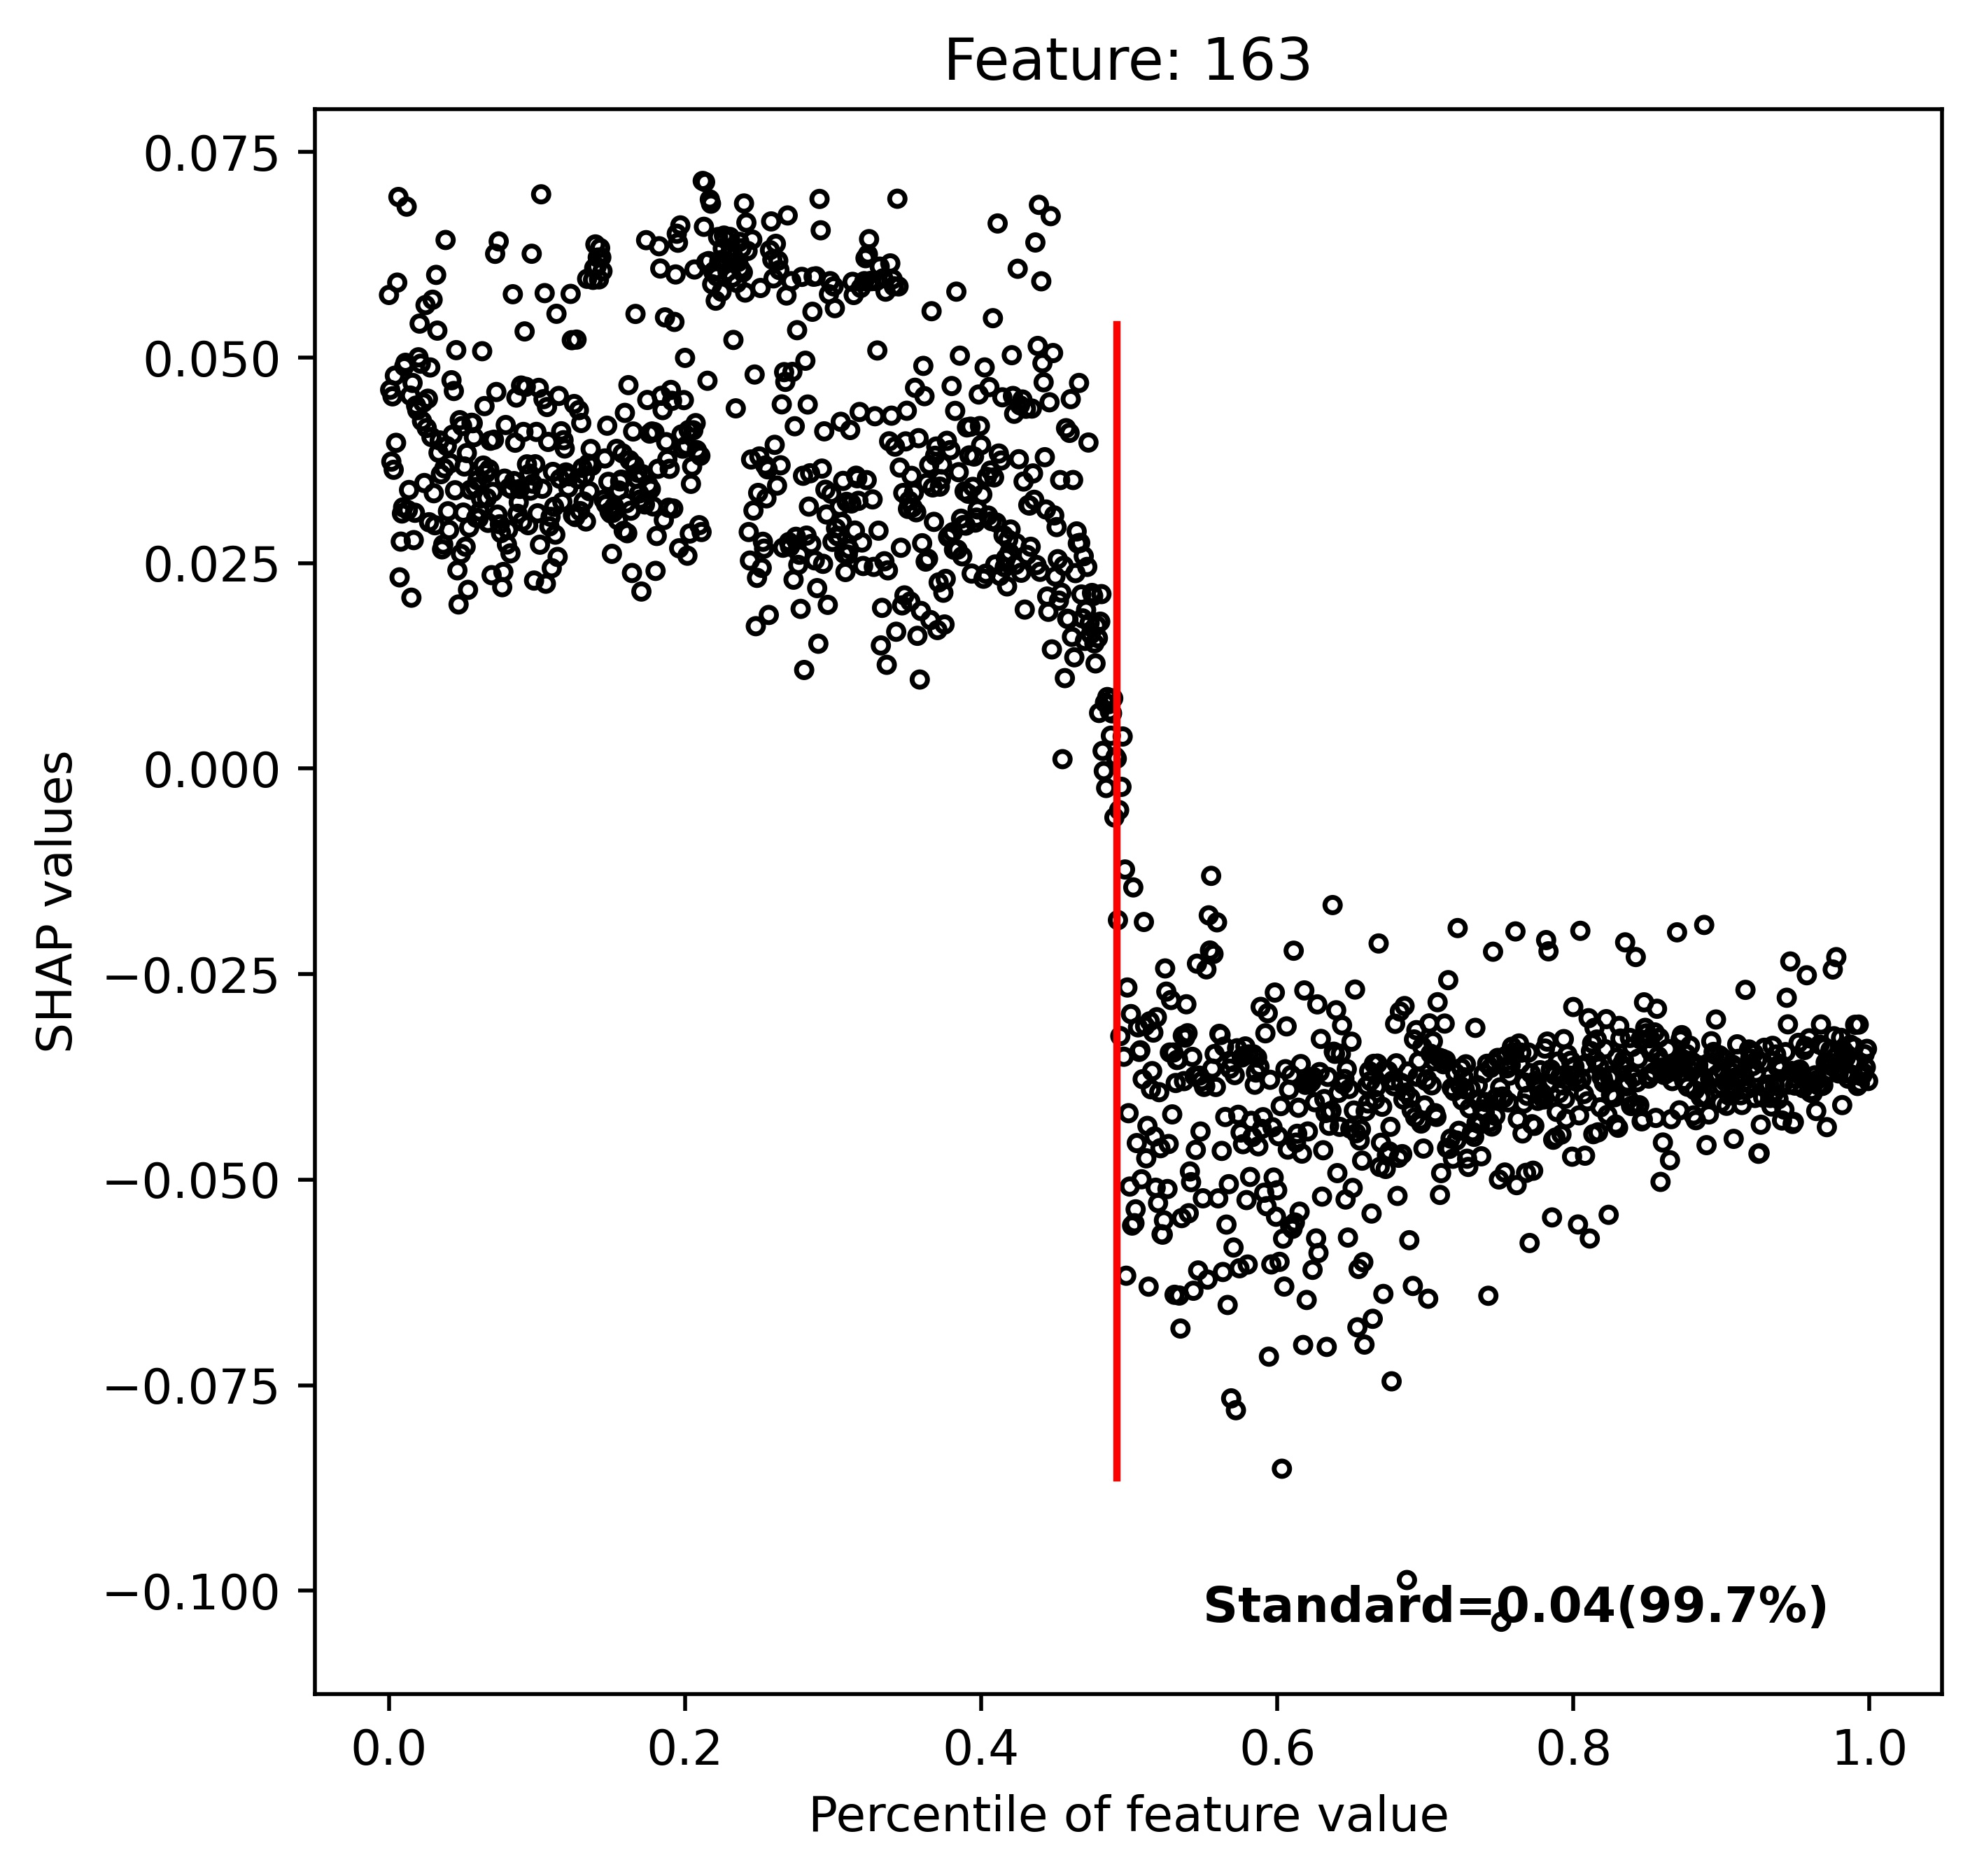 Feature: 163
0.075
0.050
0.025
0.000
−0.025
−0.050
−0.075
−0.100
SHAP values
Standard=0.04(99.7%)
0.0 0.2 0.4 0.6 0.8 1.0
Percentile of feature value